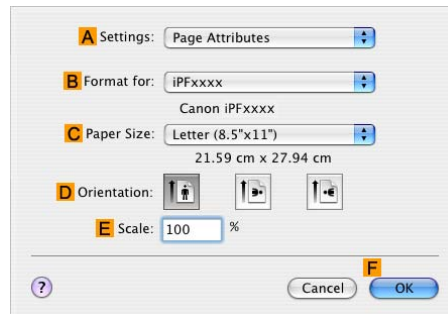 A Settings: Page Attributes
B Format for: iPFxxxx
Canon iPFxxxx
C Paper Size: Letter (8.5"x11")
21.59 cm x 27.94 cm
D Orientation:
E Scale: 100 %
F
? Cancel OK